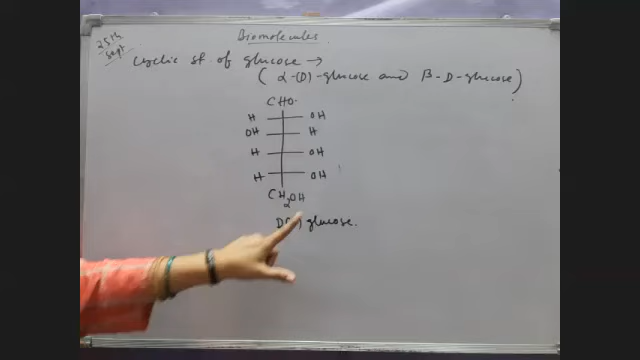 Biomolecules
25th
sept
Cyclic st. of glucose →
( α-(D)-glucose and β-D-glucose )
CHO
H OH
OH H
H OH
H OH
CH2OH
glucose.